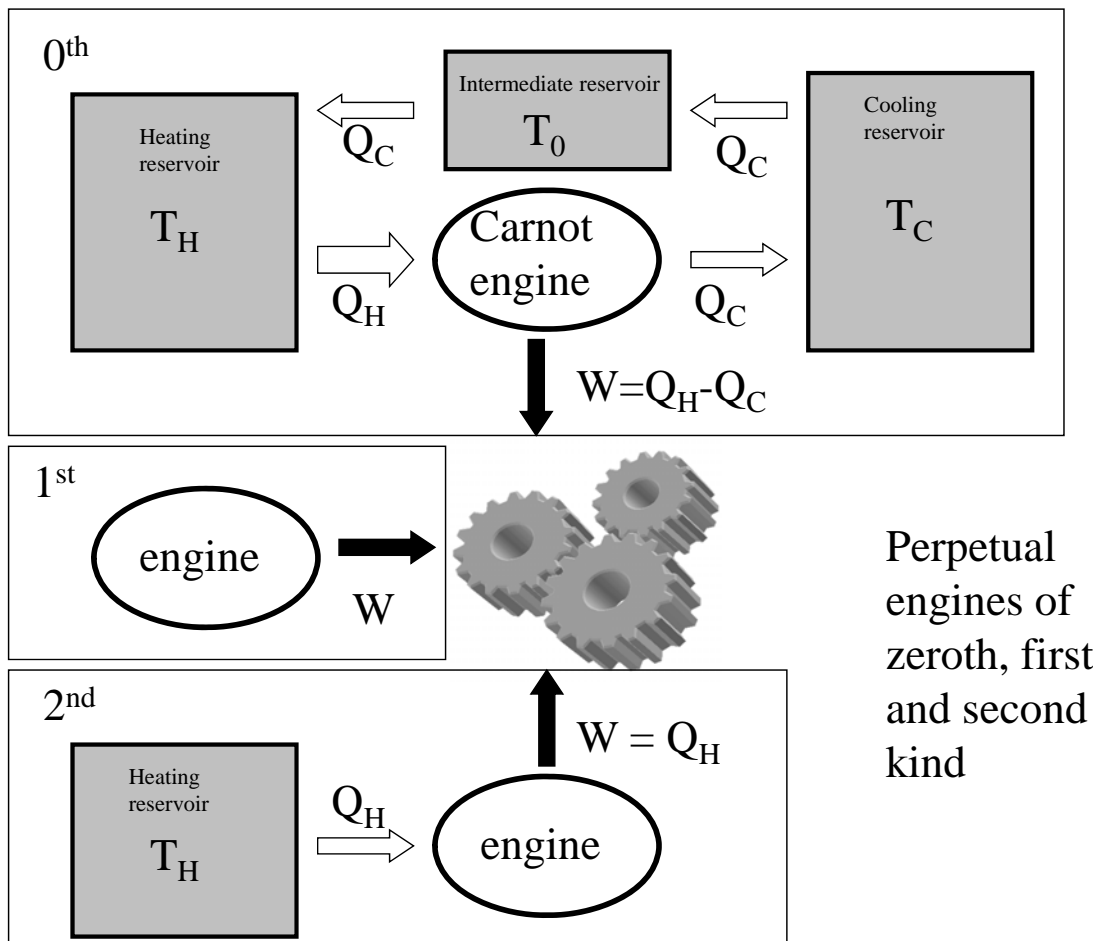 0th
Intermediate reservoir
T0
Heating
reservoir
TH
QC
QC
Cooling
reservoir
TC
Carnot
engine
QH
QC
W=QH-QC
1st
engine
W
Perpetual
engines of
zeroth, first
and second
kind
2nd
W = QH
Heating
reservoir
TH
QH
engine